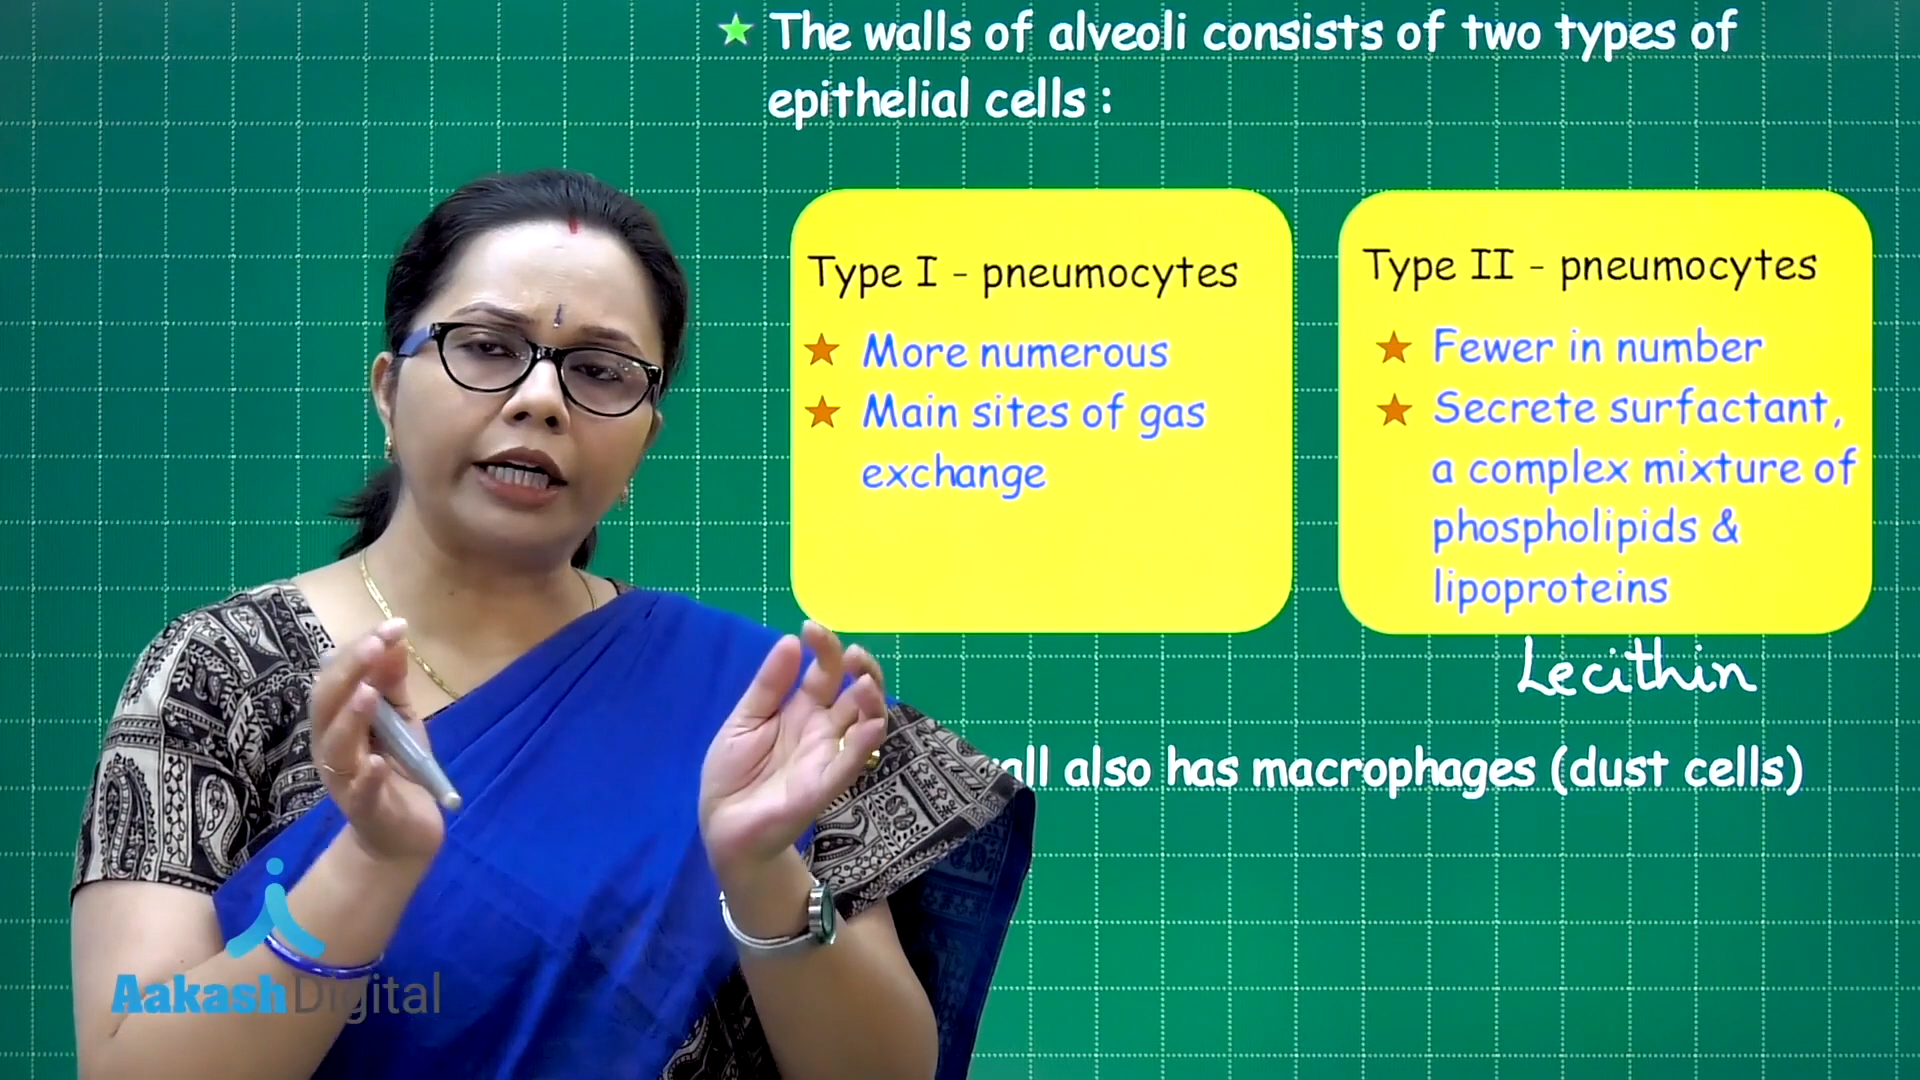 The walls of alveoli consists of two types of
epithelial cells :
Type I - pneumocytes
More numerous
Main sites of gas
exchange
Type II - pneumocytes
Fewer in number
Secrete surfactant,
a complex mixture of
phospholipids &
lipoproteins
Lecithin
also has macrophages (dust cells)
Aakash Digital